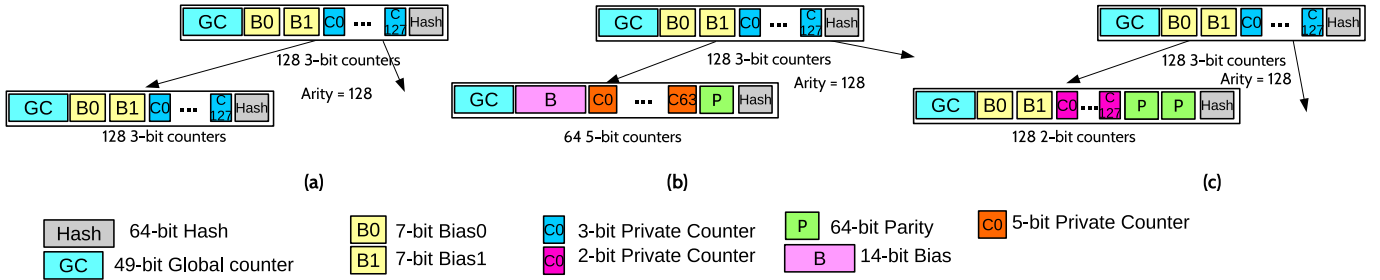 GC B0 B1 C0 ... C 127 Hash
128 3-bit counters
Arity = 128
GC B0 B1 C0 ... C 127 Hash
128 3-bit counters
(a)
GC B0 B1 C0 ... C 127 Hash
128 3-bit counters
Arity = 128
GC B C0 ... C63 P Hash
64 5-bit counters
(b)
GC B0 B1 C0 ... C 127 Hash
128 3-bit counters
Arity = 128
GC B0 B1 C0 ... C 127 P P Hash
128 2-bit counters
(c)
Hash 64-bit Hash
GC 49-bit Global counter
B0 7-bit Bias0
B1 7-bit Bias1
C0 3-bit Private Counter
C0 2-bit Private Counter
P 64-bit Parity
B 14-bit Bias
C0 5-bit Private Counter